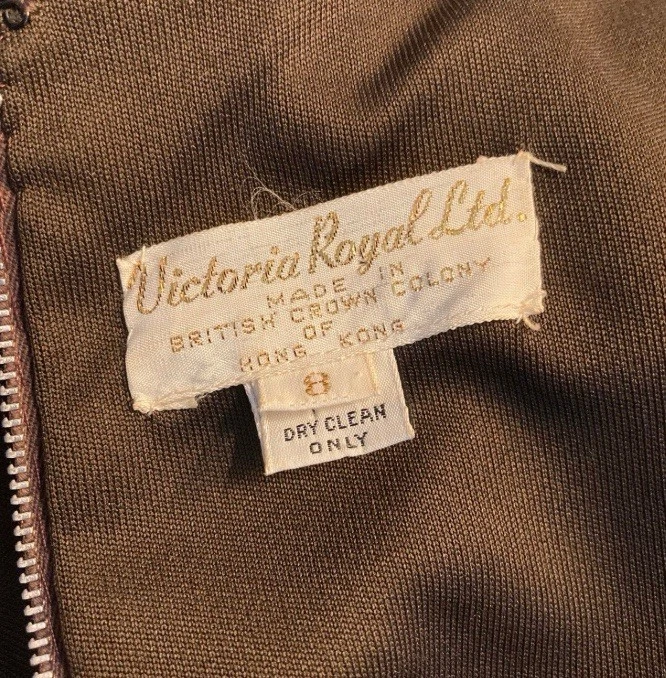 Victoria Royal Ltd.
MADE IN
BRITISH CROWN COLONY
OF
HONG KONG
8
DRY CLEAN
ONLY